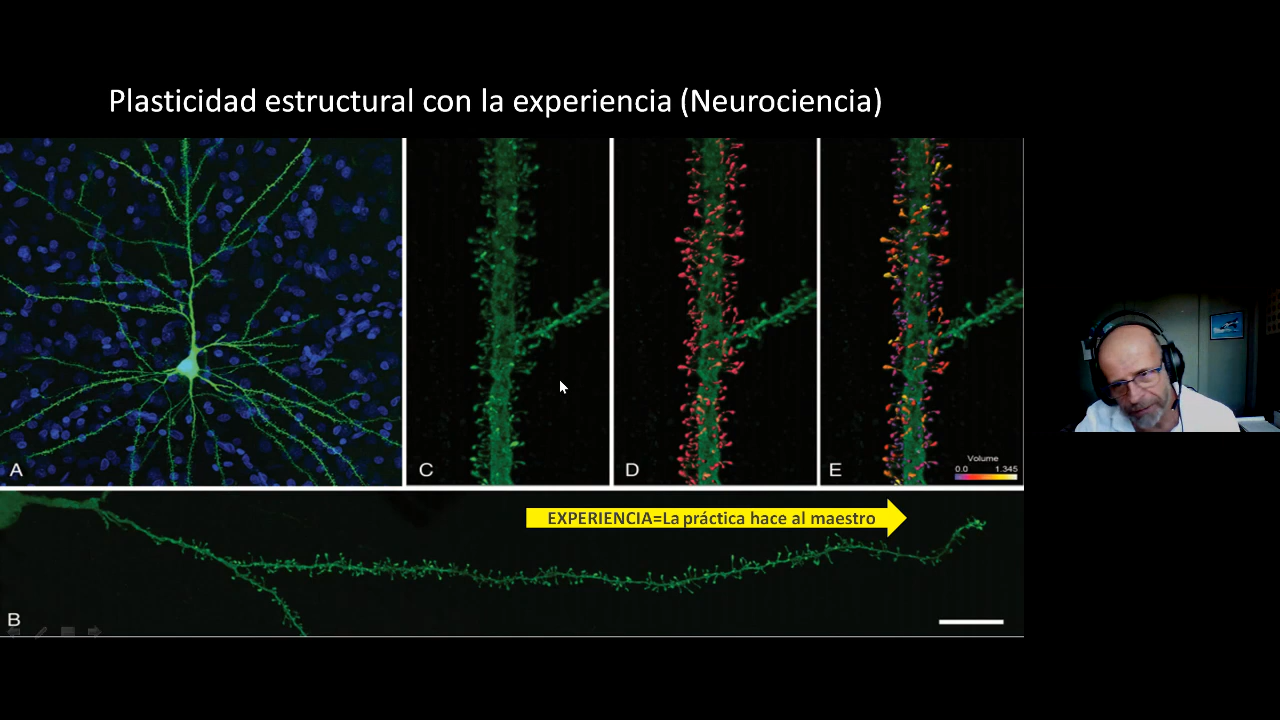 Plasticidad estructural con la experiencia (Neurociencia)
A
C
D
E
Volume
0.0 1.345
EXPERIENCIA=La práctica hace al maestro
B